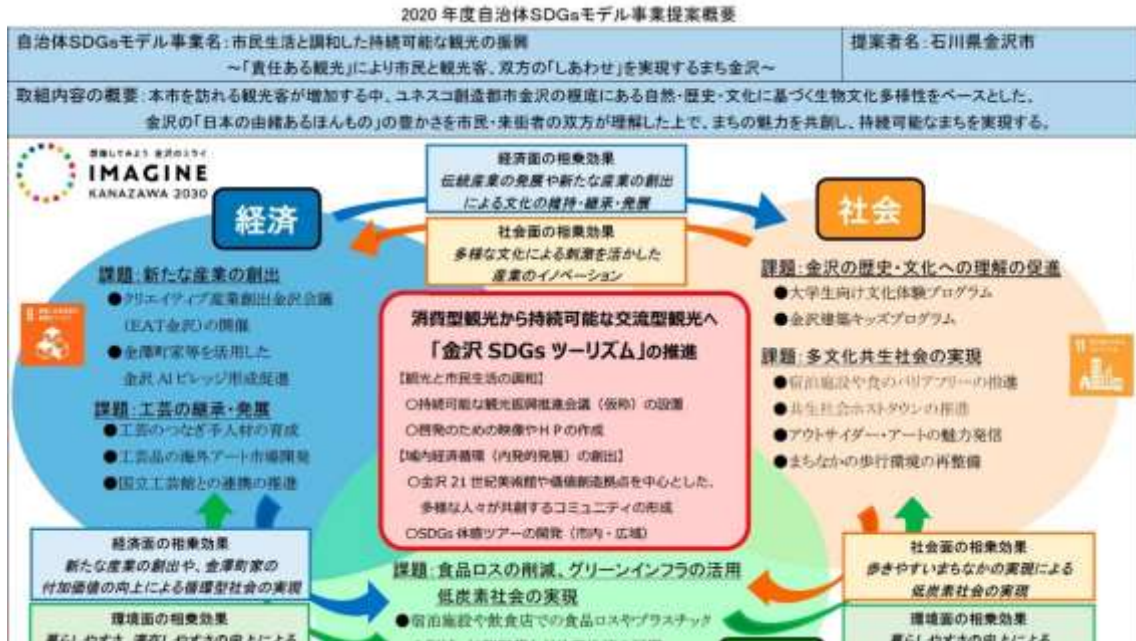 2020 年度自治体SDGsモデル事業提案概要
自治体SDGsモデル事業名：市民生活と調和した持続可能な観光の振興
～「責任ある観光」により市民と観光客、双方の「しあわせ」を実現するまち金沢～
提案者名：石川県金沢市
取組内容の概要：本市を訪れる観光客が増加する中、ユネスコ創造都市金沢の根底にある自然・歴史・文化に基づく生物文化多様性をベースとした、
金沢の「日本の由緒あるほんもの」の豊かさを市民・来街者の双方が理解した上で、まちの魅力を共創し、持続可能なまちを実現する。
IMAGINE
KANAZAWA 2030
経済
経済面の相乗効果
伝統産業の発展や新たな産業の創出
による文化の維持・継承・発展
社会
社会面の相乗効果
多様な文化による刺激を活かした
産業のイノベーション
課題：新たな産業の創出
●クリエイティブ産業創出金沢会議
(EAT金沢)の開催
●金澤町家等を活用した
金沢 AI ビレッジ形成促進
課題：工芸の継承・発展
●工芸のつなぎ手人材の育成
●工芸品の海外アート市場開発
●国立工芸館との連携の推進
消費型観光から持続可能な交流型観光へ
「金沢 SDGs ツーリズム」の推進
【観光と市民生活の調和】
○持続可能な観光振興推進会議（仮称）の設置
○啓発のための映像やＨＰの作成
【域内経済循環（内発的発展）の創出】
○金沢 21 世紀美術館や価値創造拠点を中心とした、
多様な人々が共創するコミュニティの形成
○SDGs 体感ツアーの開発（市内・広域）
課題：金沢の歴史・文化への理解の促進
●大学生向け文化体験プログラム
●金沢建築キッズプログラム
課題：多文化共生社会の実現
●宿泊施設や食のバリアフリーの推進
●共生社会ホストタウンの推進
●アウトサイダー・アートの魅力発信
●まちなかの歩行環境の再整備
9
11
経済面の相乗効果
新たな産業の創出や、金澤町家の
付加価値の向上による循環型社会の実現
環境面の相乗効果
暮らしやすさ、滞在しやすさの向上による
課題：食品ロスの削減、グリーンインフラの活用
低炭素社会の実現
●宿泊施設や飲食店での食品ロスやプラスチック
社会面の相乗効果
歩きやすいまちなかの実現による
低炭素社会の実現
環境面の相乗効果
暮らしやすさの向上による